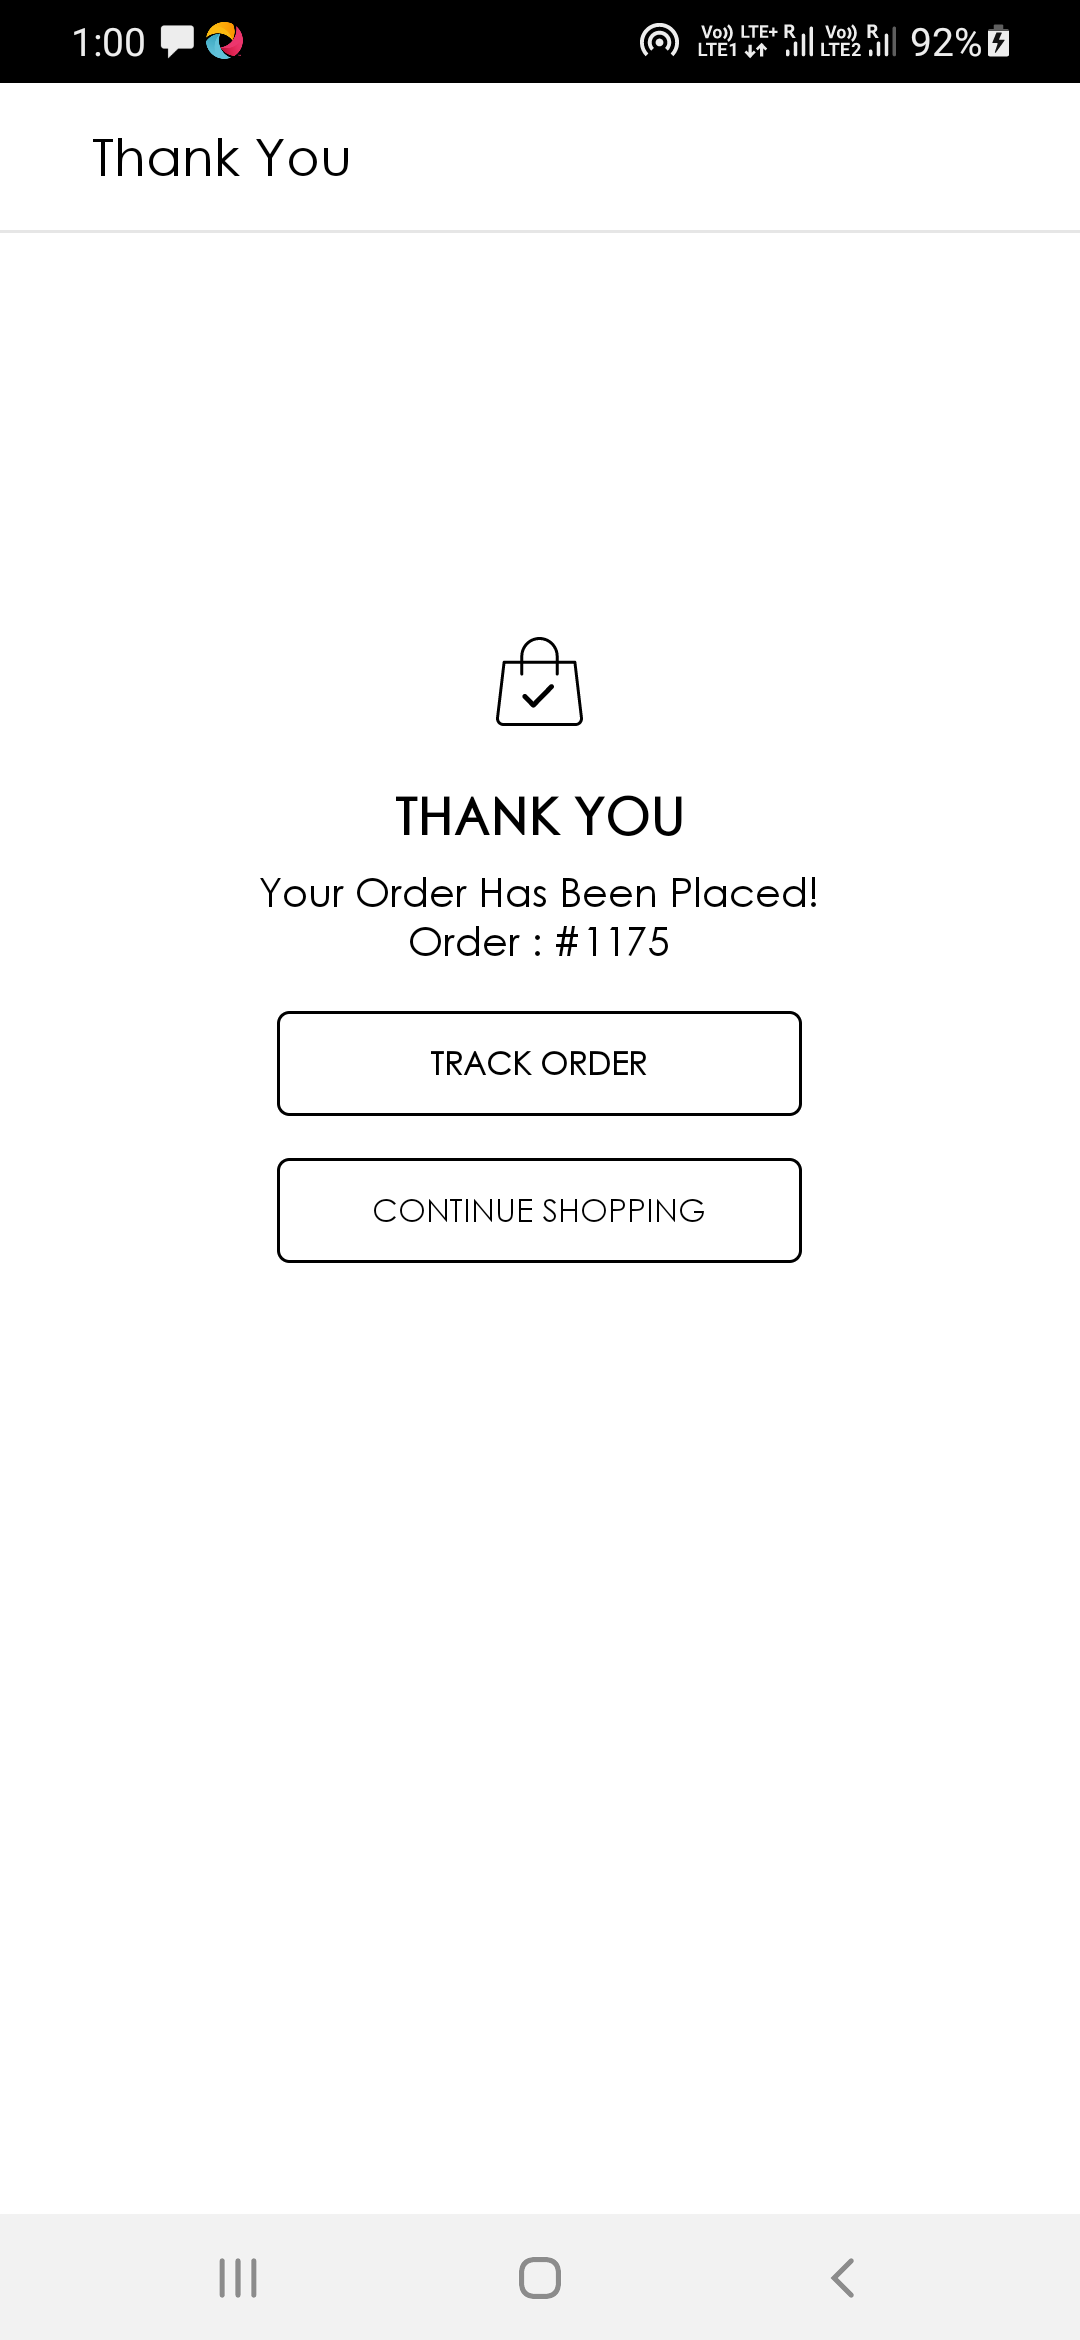 1:00 Vo)) LTE+ R Vo)) R 92%
LTE1 LTE2
Thank You
THANK YOU
Your Order Has Been Placed!
Order : #1175
TRACK ORDER
CONTINUE SHOPPING